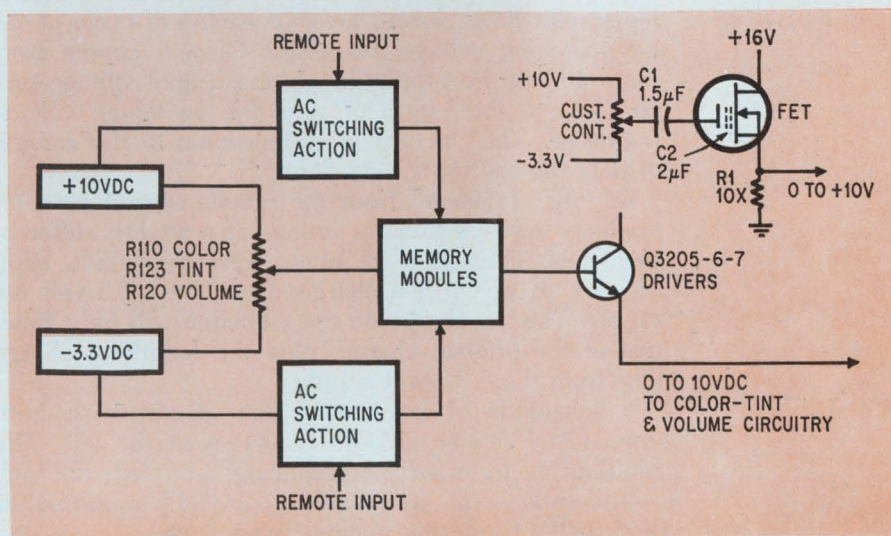 REMOTE INPUT
AC
SWITCHING
ACTION
+10VDC
R110 COLOR
R123 TINT
R120 VOLUME
-3.3VDC
MEMORY
MODULES
AC
SWITCHING
ACTION
REMOTE INPUT
+16V
+10V
C1
1.5µF
CUST.
CONT.
FET
-3.3V
C2
2µF
R1
10X
0 TO +10V
Q3205-6-7
DRIVERS
0 TO 10VDC
TO COLOR-TINT
& VOLUME CIRCUITRY